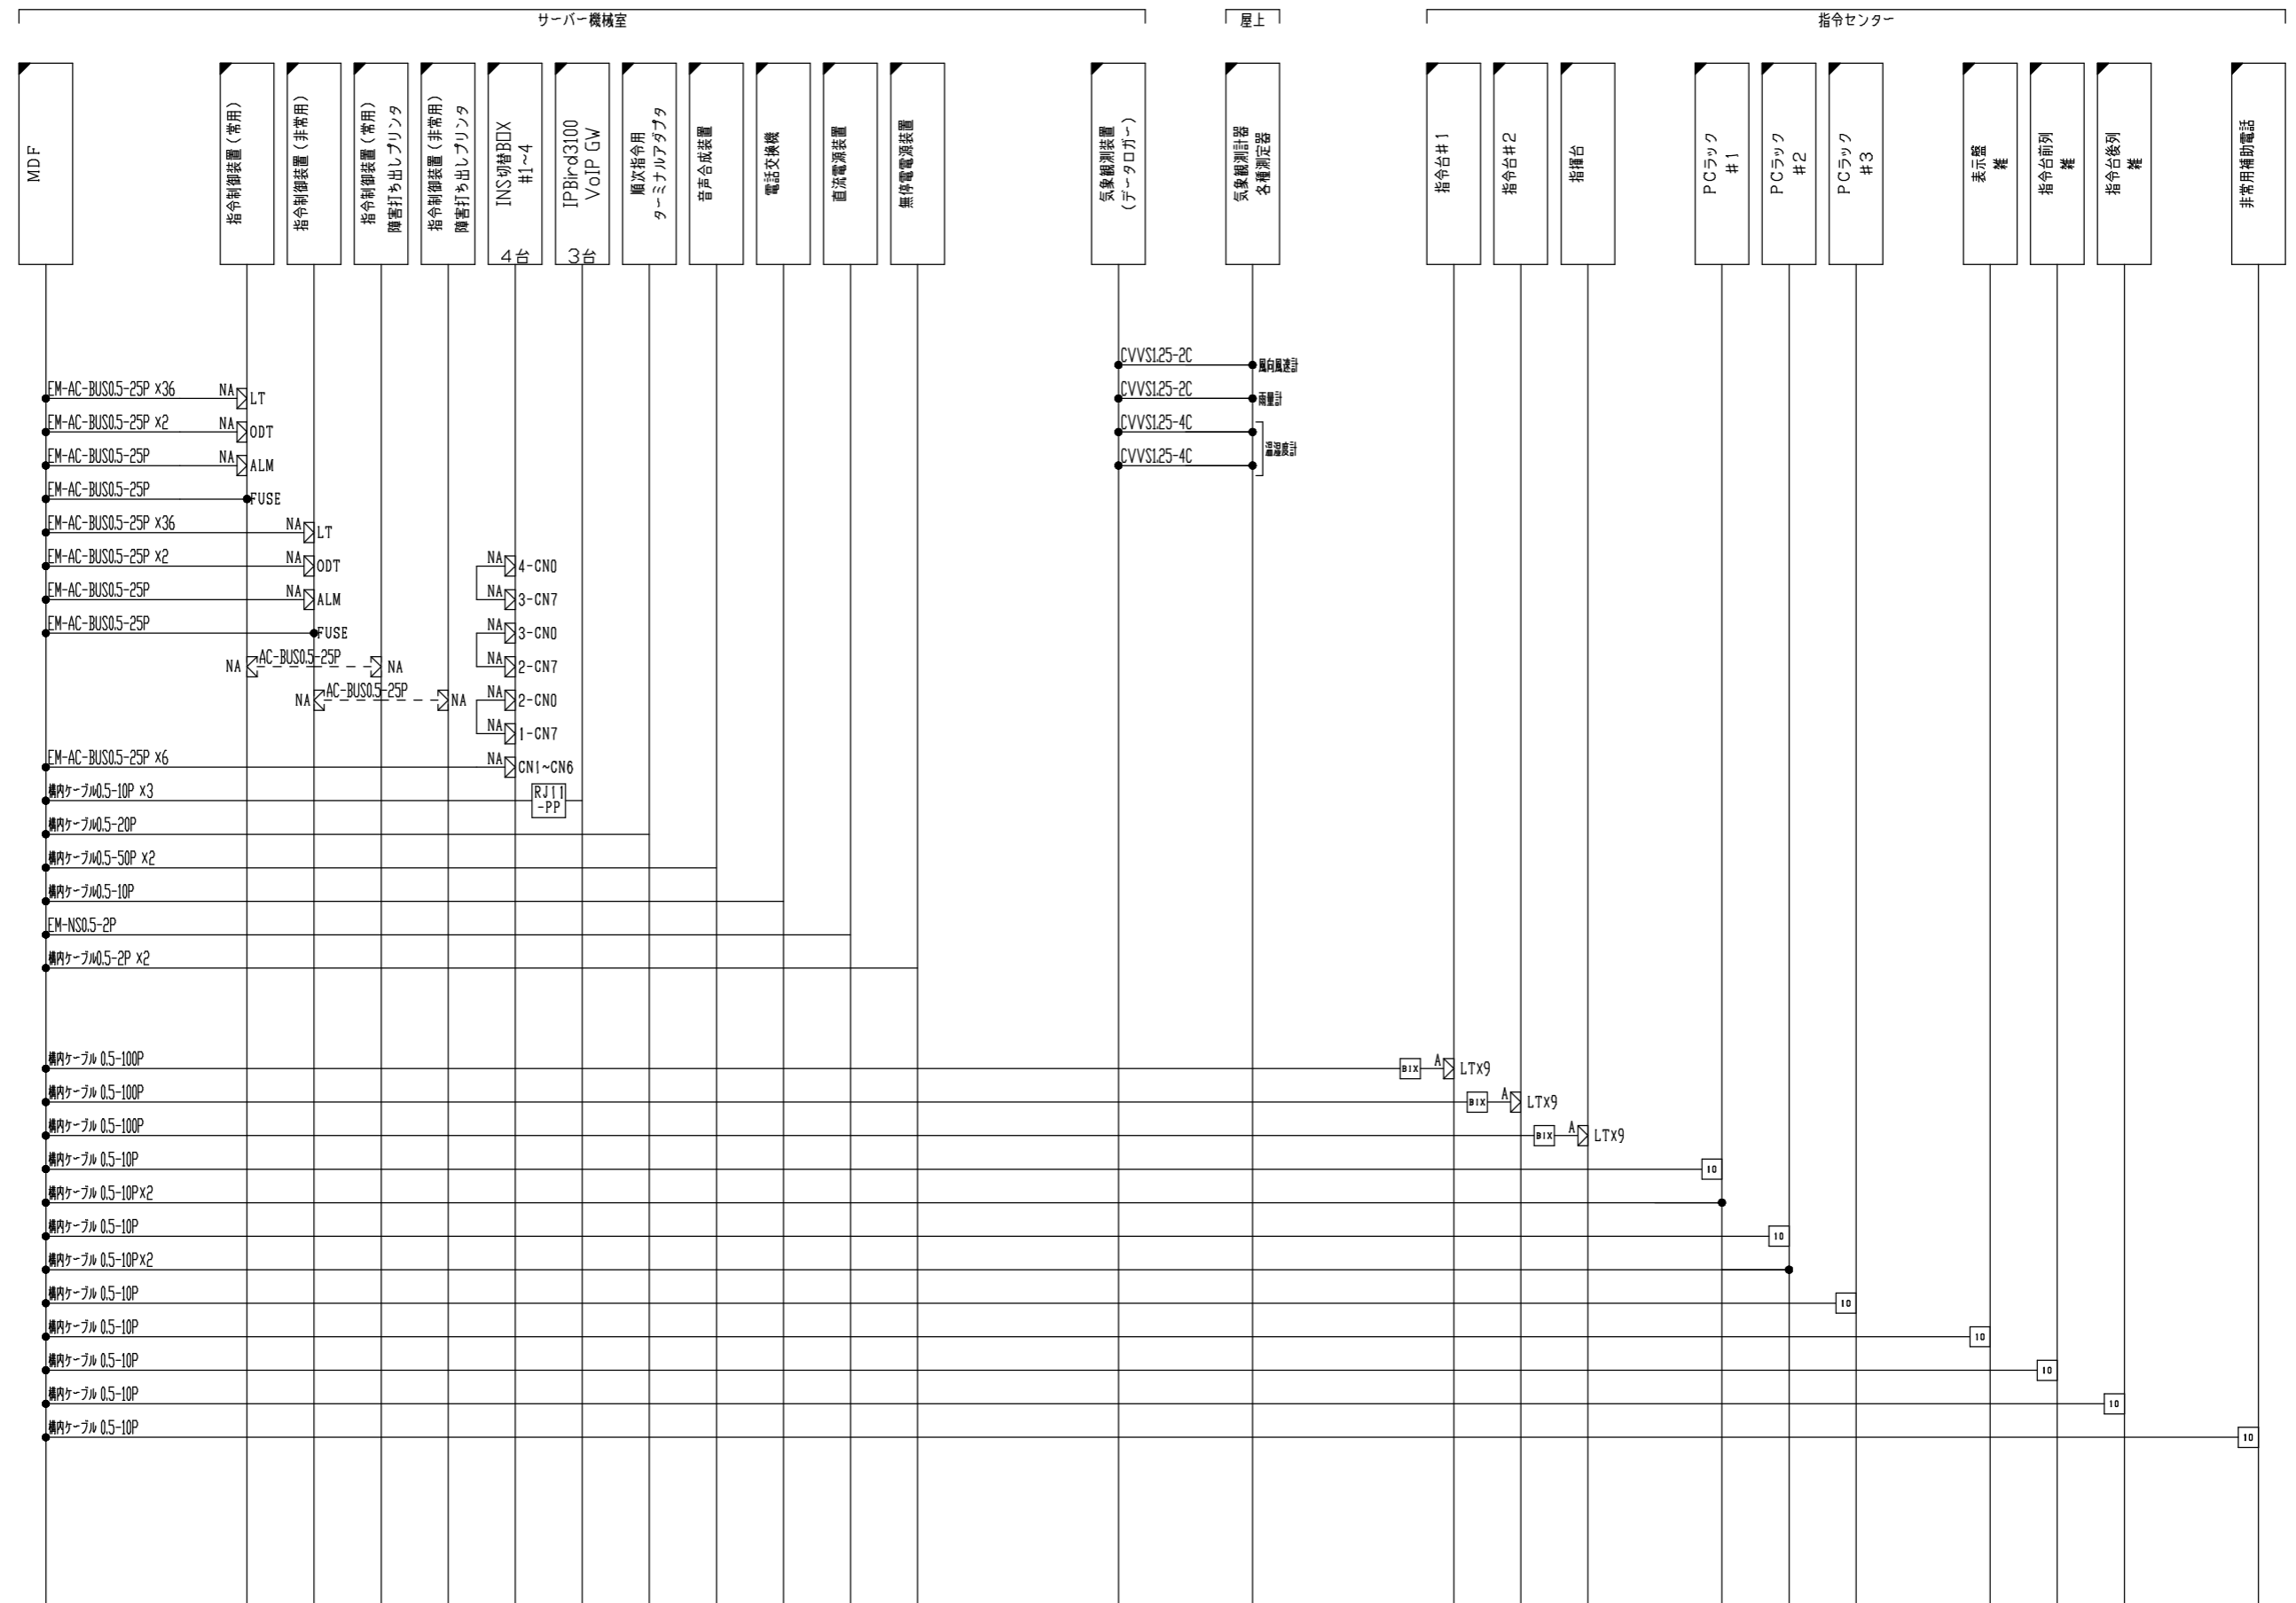 サーバー機械室
屋上
指令センター
MDF
指令制御装置(常用)
指令制御装置(非常用)
指令制御装置(常用)
障害打ち出しプリンタ
指令制御装置(非常用)
障害打ち出しプリンタ
INS切替BOX
#1~4
4台
IPBird3100
VoIP GW
3台
順次指令用
ターミナルアダプタ
音声合成装置
電話交換機
直流電源装置
無停電電源装置
気象観測装置
(データロガー)
気象観測計器
各種測定器
指令台#1
指令台#2
指揮台
PCラック
#1
PCラック
#2
PCラック
#3
表示盤
雑
指令台前列
雑
指令台後列
雑
非常用補助電話
CVVS1.25-2C
風向風速計
EM-AC-BUS0.5-25P X36
NA
LT
CVVS1.25-2C
雨量計
EM-AC-BUS0.5-25P X2
NA
ODT
CVVS1.25-4C
温湿度計
EM-AC-BUS0.5-25P
NA
ALM
CVVS1.25-4C
EM-AC-BUS0.5-25P
FUSE
EM-AC-BUS0.5-25P X36
NA
LT
EM-AC-BUS0.5-25P X2
NA
ODT
NA
4-CN0
EM-AC-BUS0.5-25P
NA
ALM
NA
3-CN7
EM-AC-BUS0.5-25P
FUSE
NA
3-CN0
NA
AC-BUS0.5-25P
NA
NA
2-CN7
NA
AC-BUS0.5-25P
NA
NA
2-CN0
NA
1-CN7
EM-AC-BUS0.5-25P X6
NA
CN1~CN6
構内ケーブル0.5-10P X3
RJ11
-PP
構内ケーブル0.5-20P
構内ケーブル0.5-50P X2
構内ケーブル0.5-10P
EM-NS0.5-2P
構内ケーブル0.5-2P X2
構内ケーブル 0.5-100P
BIX
A
LTX9
構内ケーブル 0.5-100P
BIX
A
LTX9
構内ケーブル 0.5-100P
BIX
A
LTX9
構内ケーブル 0.5-10P
10
構内ケーブル 0.5-10PX2
構内ケーブル 0.5-10P
10
構内ケーブル 0.5-10PX2
構内ケーブル 0.5-10P
10
構内ケーブル 0.5-10P
10
構内ケーブル 0.5-10P
10
構内ケーブル 0.5-10P
10
構内ケーブル 0.5-10P
10